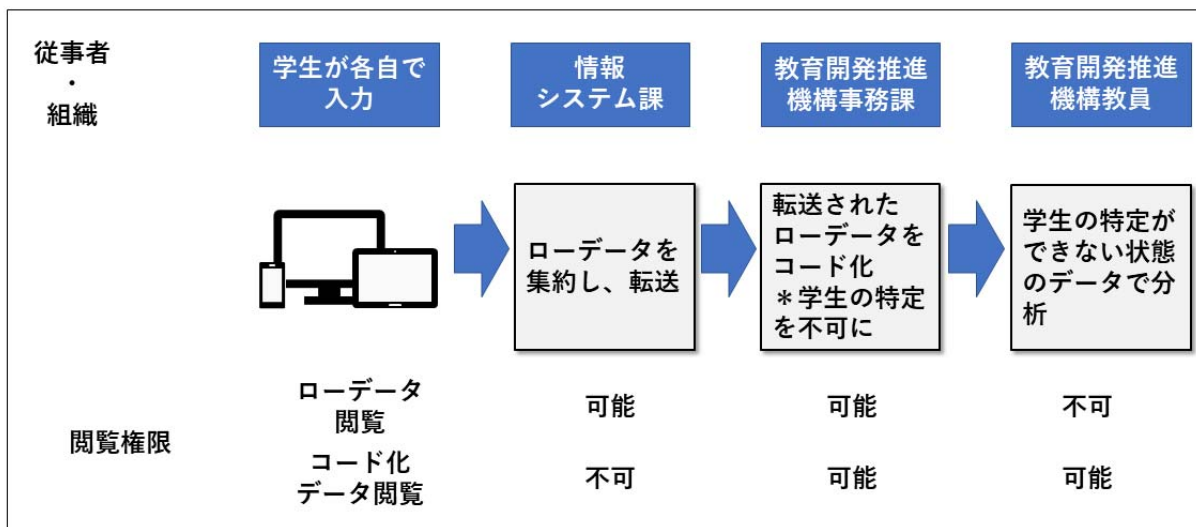 従事者
・
組織
学生が各自で
入力
情報
システム課
教育開発推進
機構事務課
教育開発推進
機構教員
ローデータを
集約し、転送
転送された
ローデータを
コード化
＊学生の特定
を不可に
学生の特定が
できない状態
のデータで分
析
閲覧権限
ローデータ
閲覧
可能
可能
不可
コード化
データ閲覧
不可
可能
可能